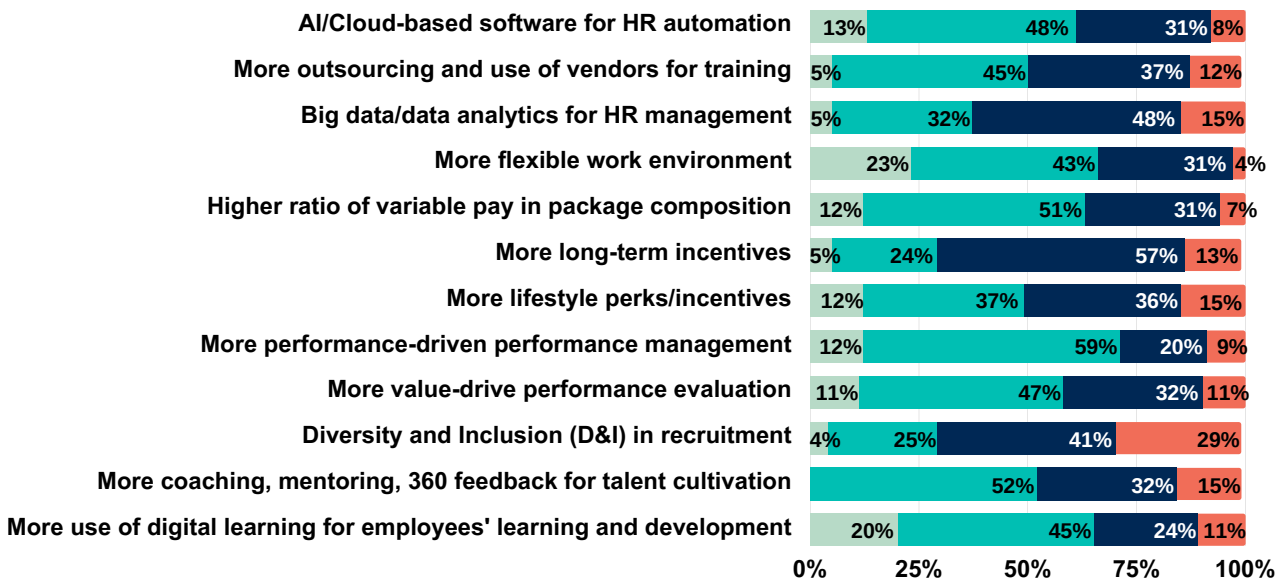 AI/Cloud-based software for HR automation 13% 48% 31% 8%
More outsourcing and use of vendors for training 5% 45% 37% 12%
Big data/data analytics for HR management 5% 32% 48% 15%
More flexible work environment 23% 43% 31% 4%
Higher ratio of variable pay in package composition 12% 51% 31% 7%
More long-term incentives 5% 24% 57% 13%
More lifestyle perks/incentives 12% 37% 36% 15%
More performance-driven performance management 12% 59% 20% 9%
More value-drive performance evaluation 11% 47% 32% 11%
Diversity and Inclusion (D&I) in recruitment 4% 25% 41% 29%
More coaching, mentoring, 360 feedback for talent cultivation 52% 32% 15%
More use of digital learning for employees' learning and development 20% 45% 24% 11%
0% 25% 50% 75% 100%